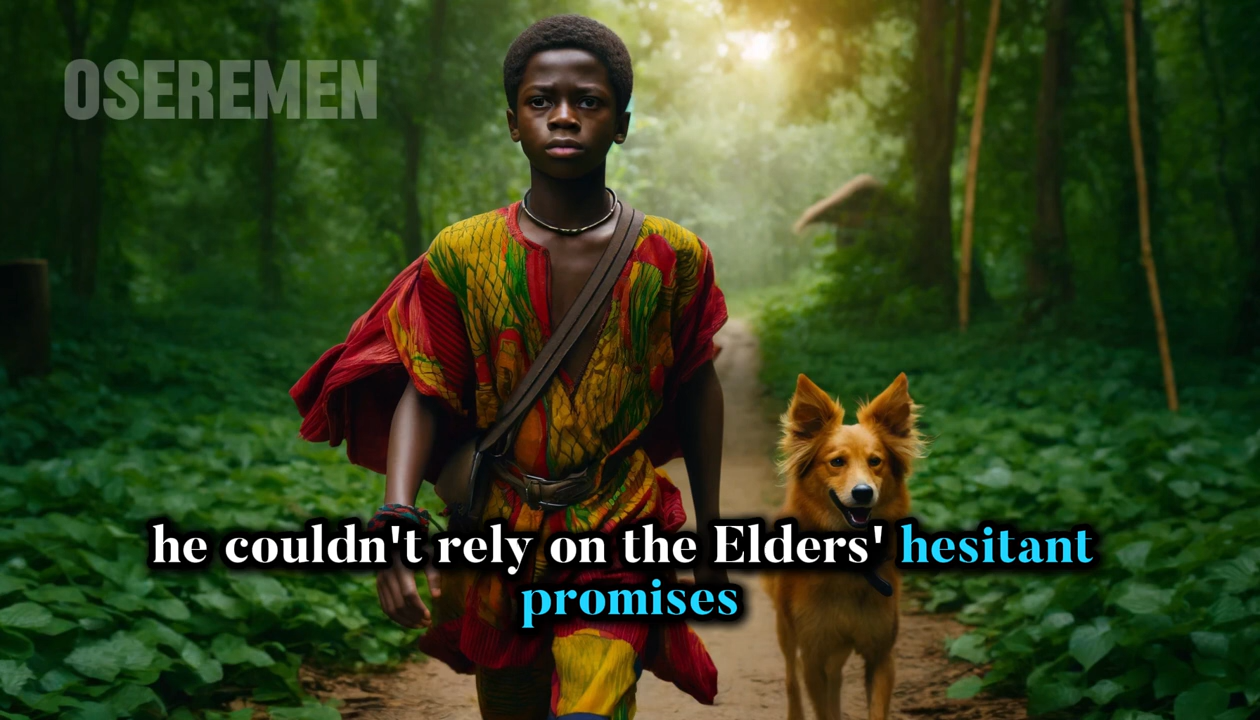 OSEREMEN
he couldn't rely on the Elders' hesitant
promises